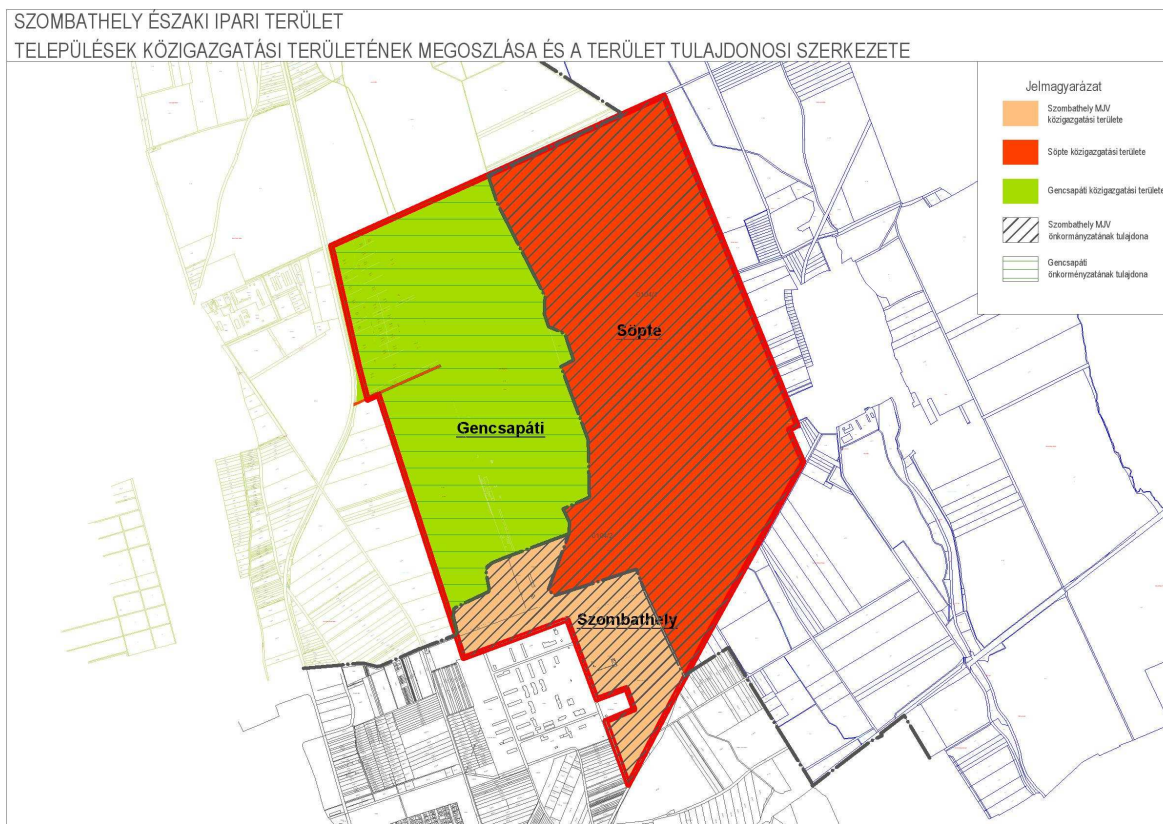 SZOMBATHELY ÉSZAKI IPARI TERÜLET
TELEPÜLÉSEK KÖZIGAZGATÁSI TERÜLETÉNEK MEGOSZLÁSA ÉS A TERÜLET TULAJDONOSI SZERKEZETE
Jelmagyarázat
Szombathely MJV
közigazgatási területe
Söpte közigazgatási területe
Gencsapáti közigazgatási területe
Szombathely MJV
önkormányzatának tulajdona
Gencsapáti
önkormányzatának tulajdona
Söpte
Gencsapáti
Szombathely